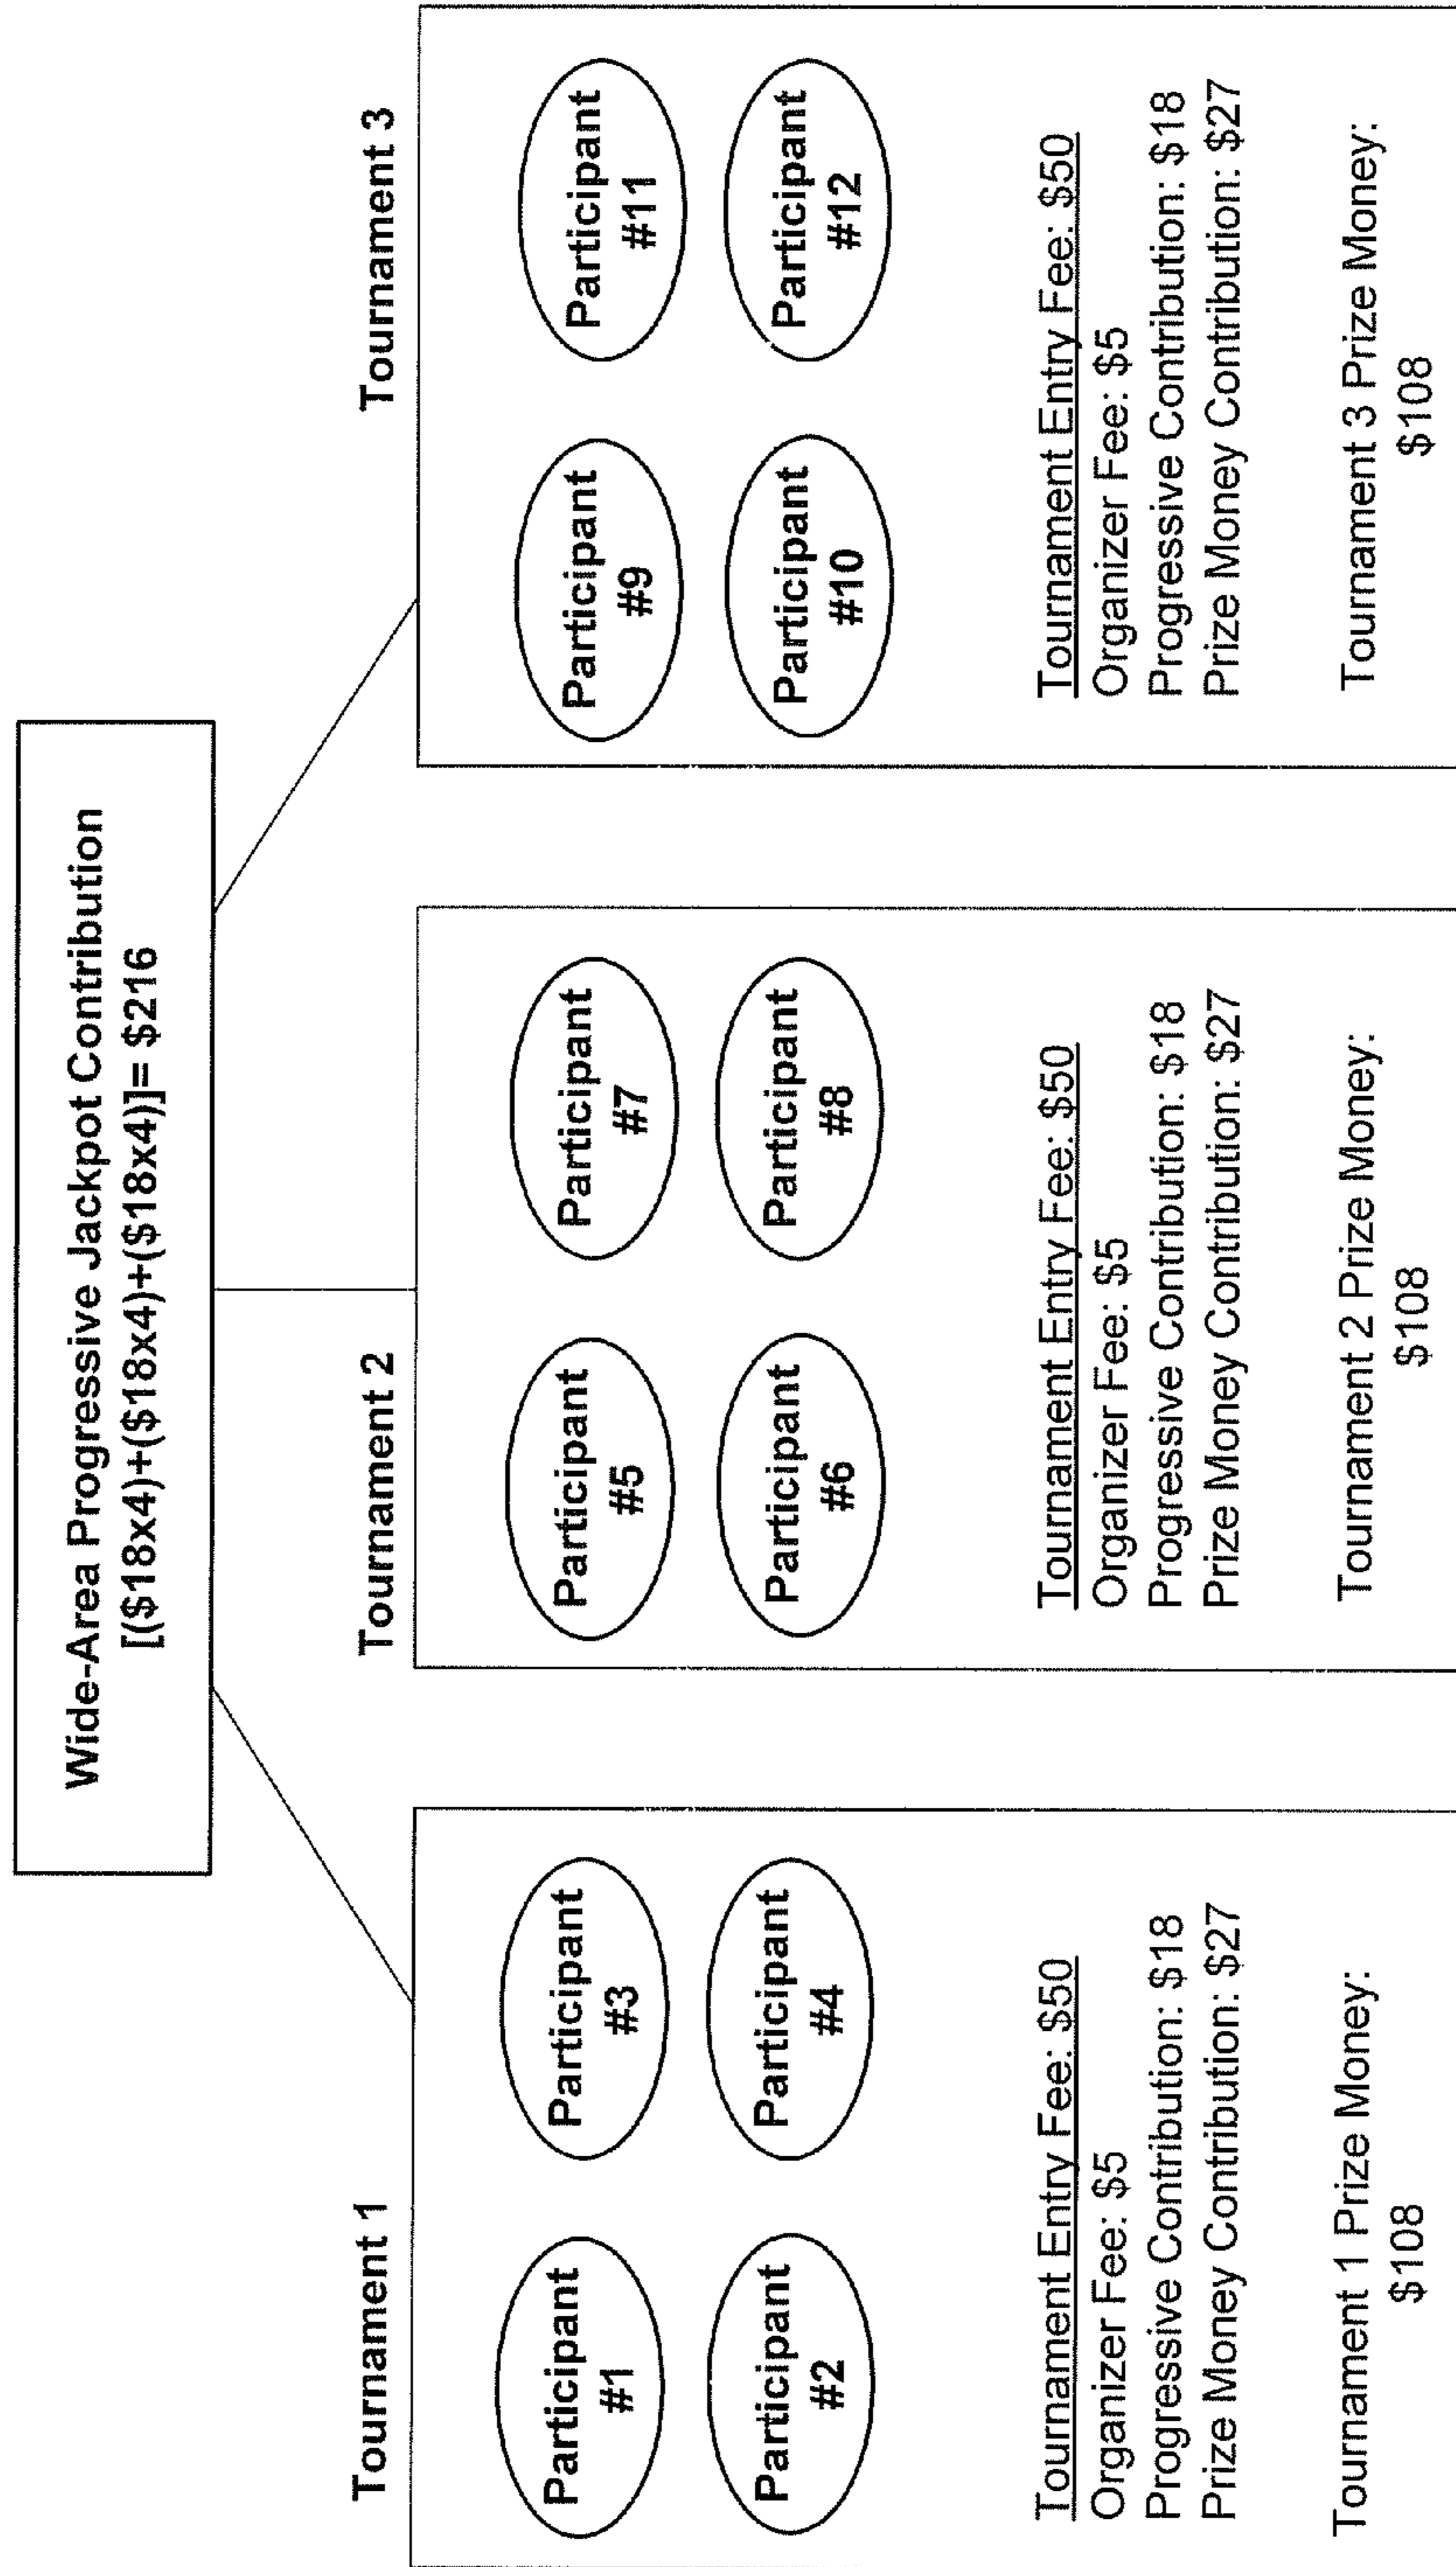 Wide-Area Progressive Jackpot Contribution
[($18x4)+($18x4)+($18x4)]= $216
Tournament 1
Participant
#1
Participant
#3
Participant
#2
Participant
#4
Tournament Entry Fee: $50
Organizer Fee: $5
Progressive Contribution: $18
Prize Money Contribution: $27
Tournament 1 Prize Money:
$108
Tournament 2
Participant
#5
Participant
#7
Participant
#6
Participant
#8
Tournament Entry Fee: $50
Organizer Fee: $5
Progressive Contribution: $18
Prize Money Contribution: $27
Tournament 2 Prize Money:
$108
Tournament 3
Participant
#9
Participant
#11
Participant
#10
Participant
#12
Tournament Entry Fee: $50
Organizer Fee: $5
Progressive Contribution: $18
Prize Money Contribution: $27
Tournament 3 Prize Money:
$108